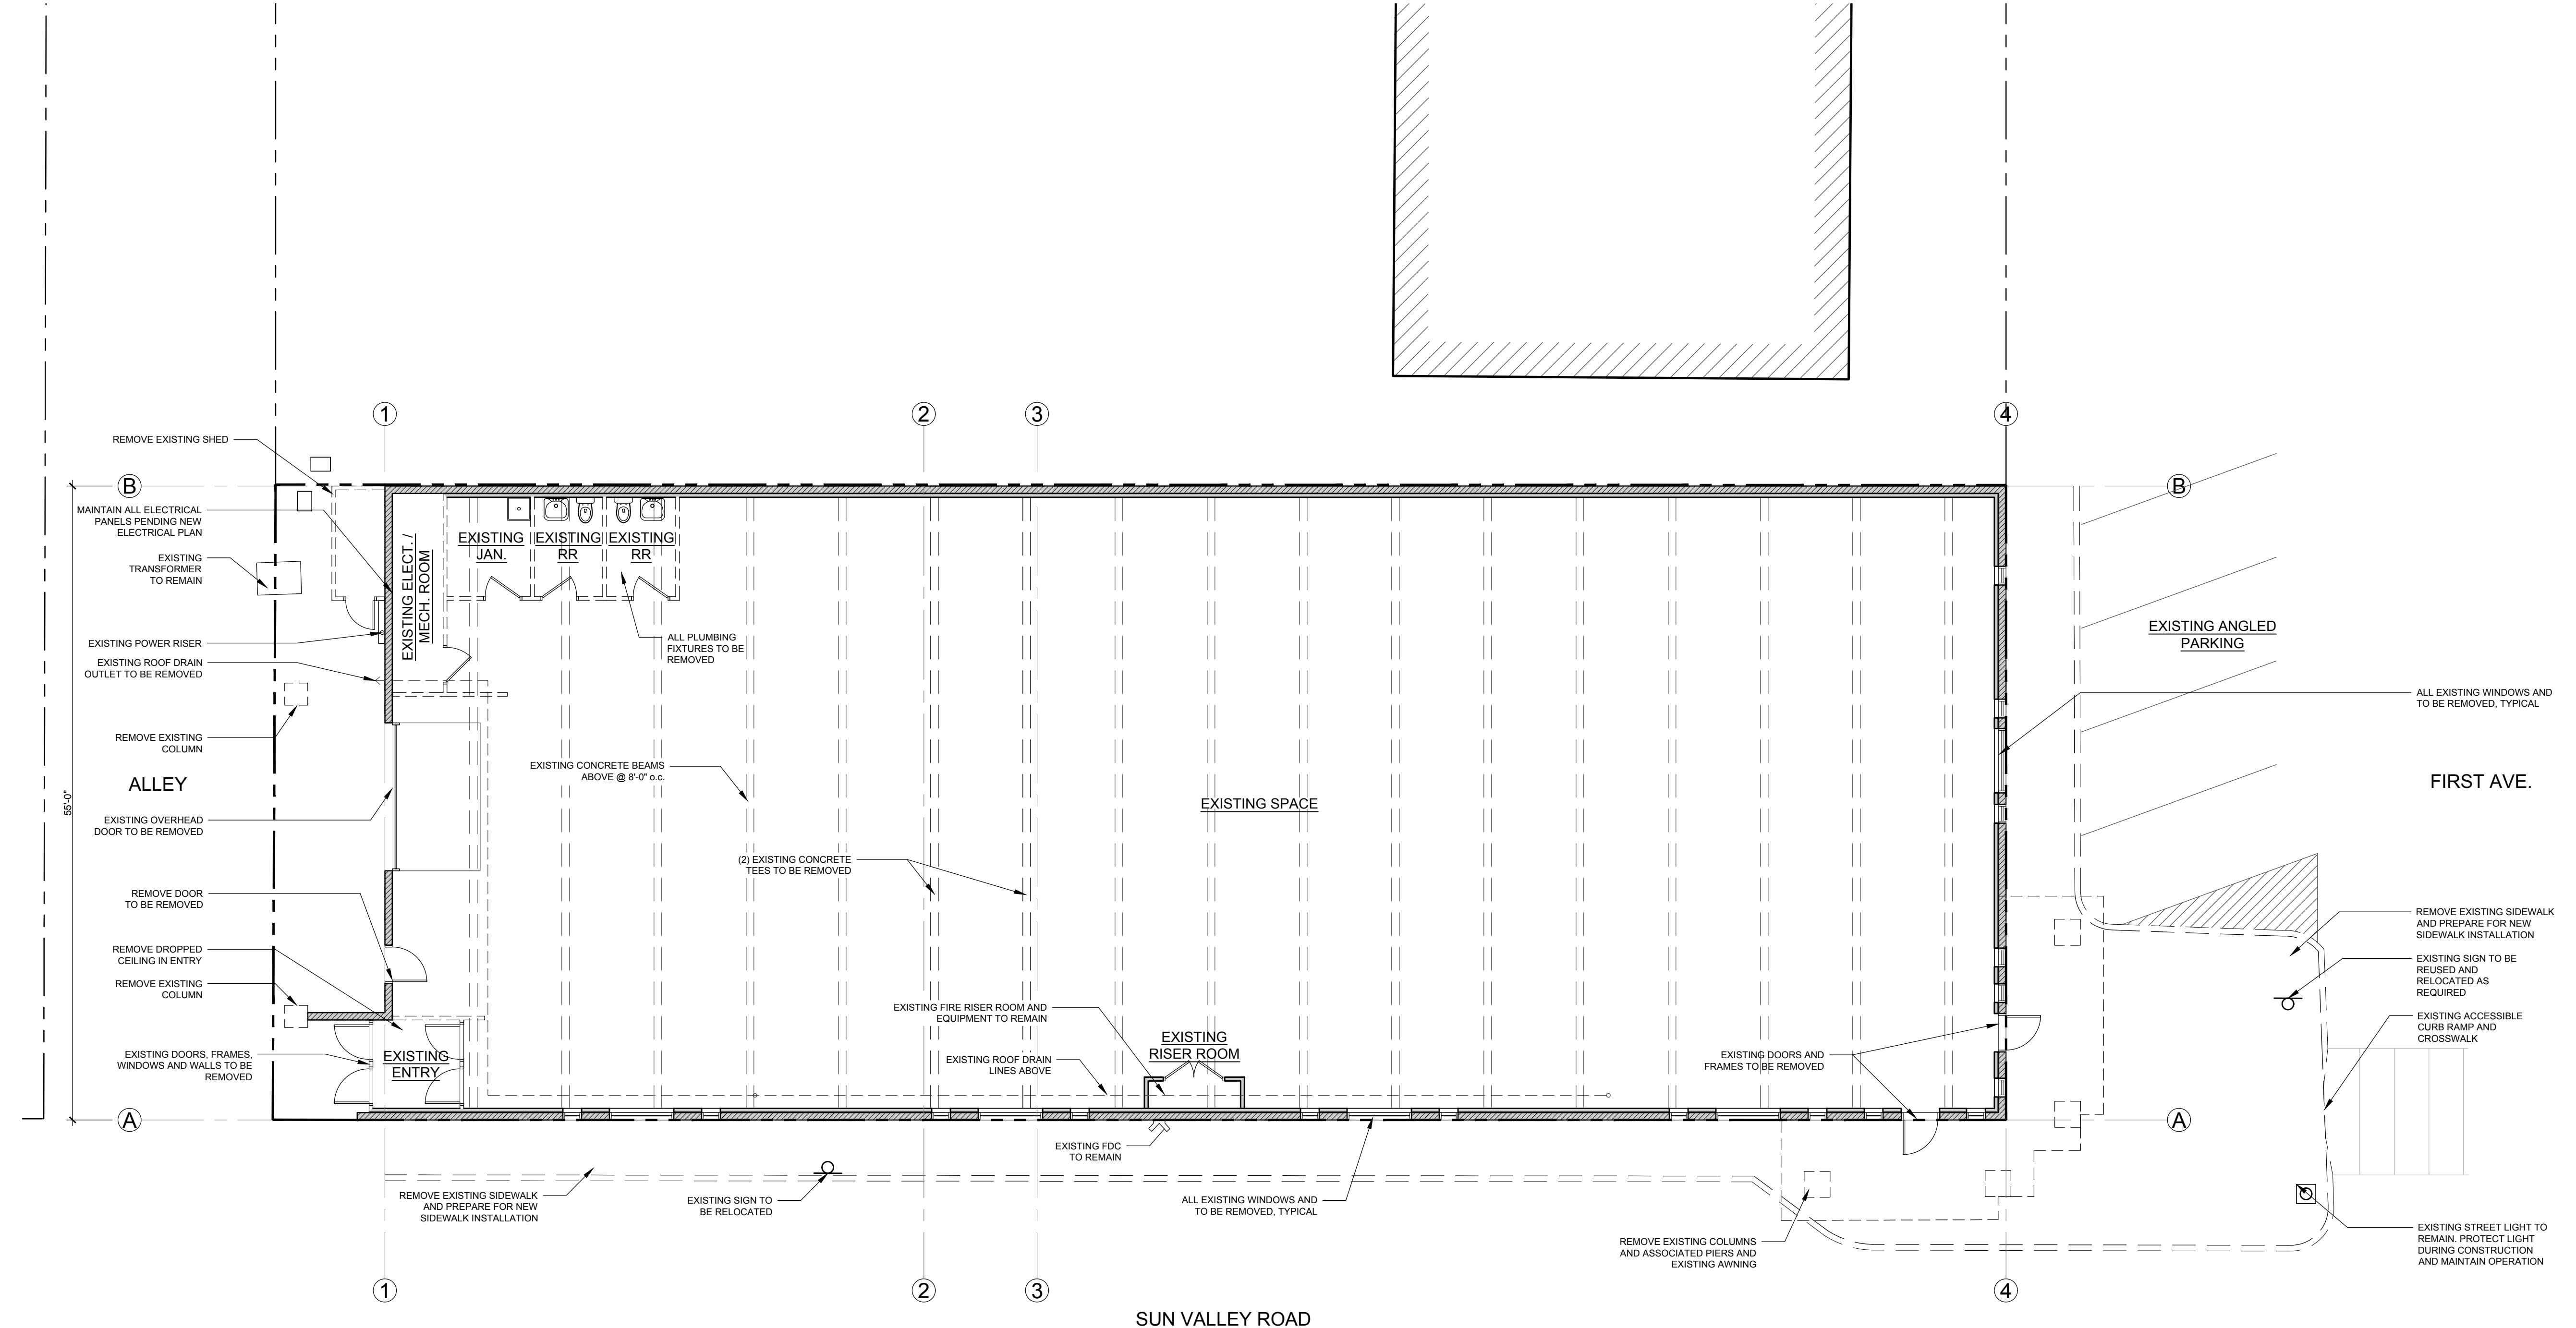 1
2
3
4
REMOVE EXISTING SHED
B
B
MAINTAIN ALL ELECTRICAL
PANELS PENDING NEW
ELECTRICAL PLAN
EXISTING
TRANSFORMER
TO REMAIN
EXISTING ELECT. /
MECH. ROOM
EXISTING
JAN.
EXISTING
RR
EXISTING
RR
EXISTING POWER RISER
EXISTING ROOF DRAIN
OUTLET TO BE REMOVED
ALL PLUMBING
FIXTURES TO BE
REMOVED
EXISTING ANGLED
PARKING
ALL EXISTING WINDOWS AND
TO BE REMOVED, TYPICAL
REMOVE EXISTING
COLUMN
ALLEY
55'-0"
EXISTING CONCRETE BEAMS
ABOVE @ 8'-0" o.c.
EXISTING SPACE
FIRST AVE.
EXISTING OVERHEAD
DOOR TO BE REMOVED
(2) EXISTING CONCRETE
TEES TO BE REMOVED
REMOVE DOOR
TO BE REMOVED
REMOVE EXISTING SIDEWALK
AND PREPARE FOR NEW
SIDEWALK INSTALLATION
REMOVE DROPPED
CEILING IN ENTRY
EXISTING SIGN TO BE
REUSED AND
RELOCATED AS
REQUIRED
REMOVE EXISTING
COLUMN
EXISTING FIRE RISER ROOM AND
EQUIPMENT TO REMAIN
EXISTING ACCESSIBLE
CURB RAMP AND
CROSSWALK
EXISTING
RISER ROOM
EXISTING DOORS, FRAMES,
WINDOWS AND WALLS TO BE
REMOVED
EXISTING
ENTRY
EXISTING ROOF DRAIN
LINES ABOVE
EXISTING DOORS AND
FRAMES TO BE REMOVED
A
A
EXISTING FDC
TO REMAIN
REMOVE EXISTING SIDEWALK
AND PREPARE FOR NEW
SIDEWALK INSTALLATION
EXISTING SIGN TO
BE RELOCATED
ALL EXISTING WINDOWS AND
TO BE REMOVED, TYPICAL
REMOVE EXISTING COLUMNS
AND ASSOCIATED PIERS AND
EXISTING AWNING
EXISTING STREET LIGHT TO
REMAIN. PROTECT LIGHT
DURING CONSTRUCTION
AND MAINTAIN OPERATION
1
2
3
4
SUN VALLEY ROAD